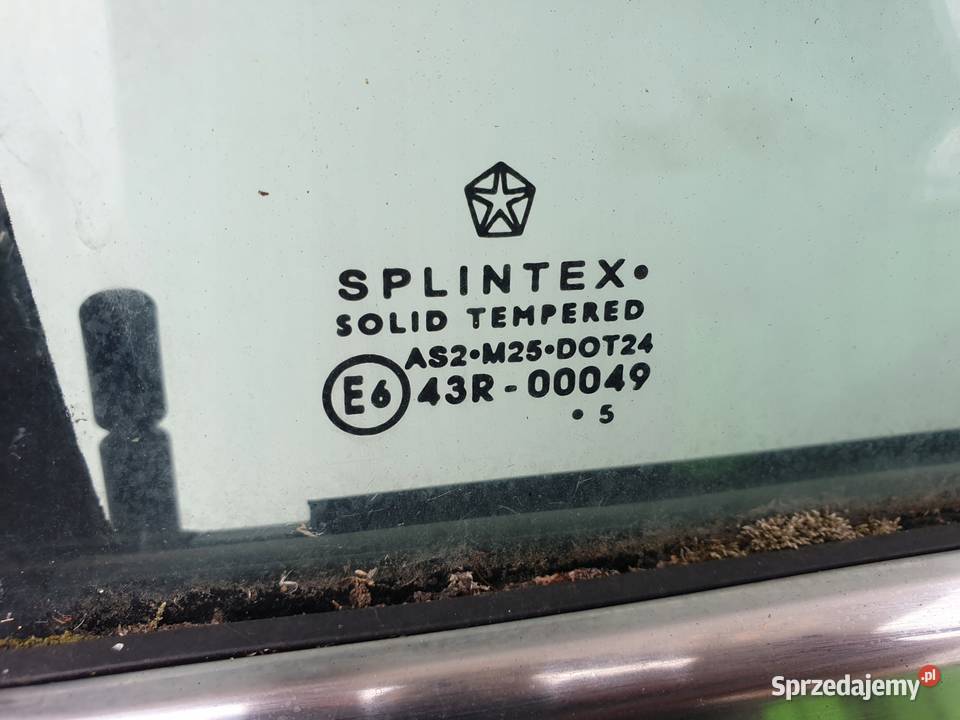 SPLINTEX•
SOLID TEMPERED
AS2•M25•DOT24
E6 43R-00049
• 5
Sprzedajemy.pl